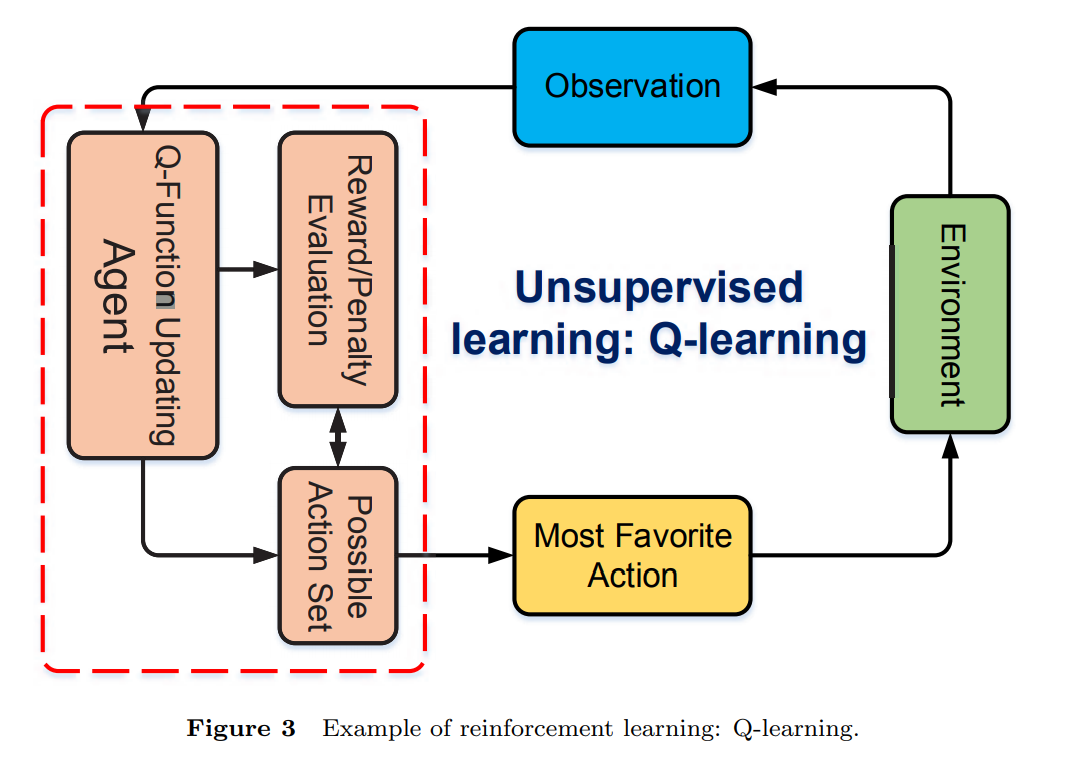 Observation
Q-Function Updating
Agent
Reward/Penalty
Evaluation
Unsupervised
learning: Q-learning
Environment
Possible
Action Set
Most Favorite
Action
Figure 3 Example of reinforcement learning: Q-learning.